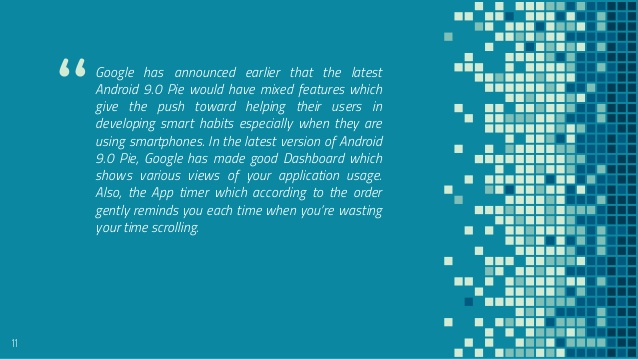 “
Google has announced earlier that the latest
Android 9.0 Pie would have mixed features which
give the push toward helping their users in
developing smart habits especially when they are
using smartphones. In the latest version of Android
9.0 Pie, Google has made good Dashboard which
shows various views of your application usage.
Also, the App timer which according to the order
gently reminds you each time when you're wasting
your time scrolling.
11